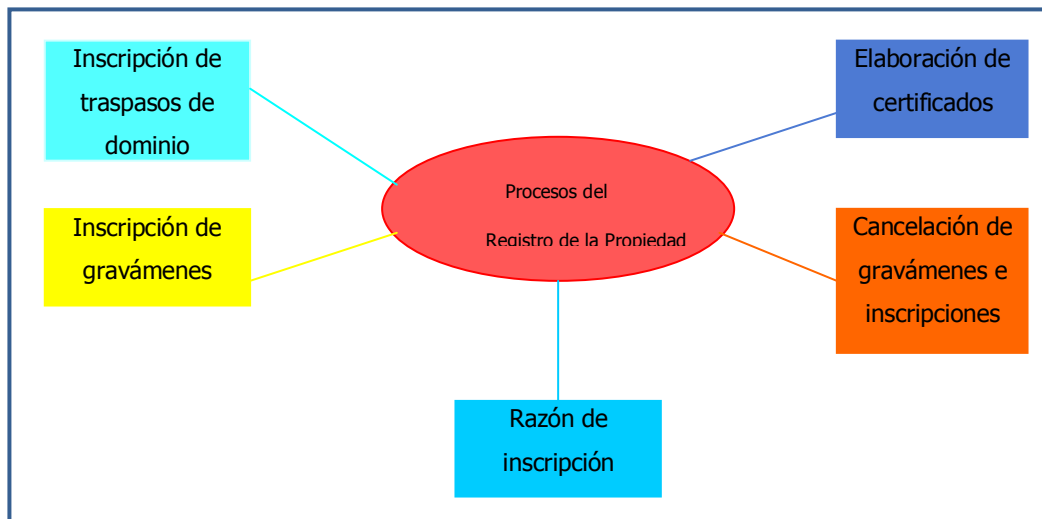 Inscripción de
traspasos de
dominio
Elaboración de
certificados
Procesos del
Registro de la Propiedad
Inscripción de
gravámenes
Cancelación de
gravámenes e
inscripciones
Razón de
inscripción